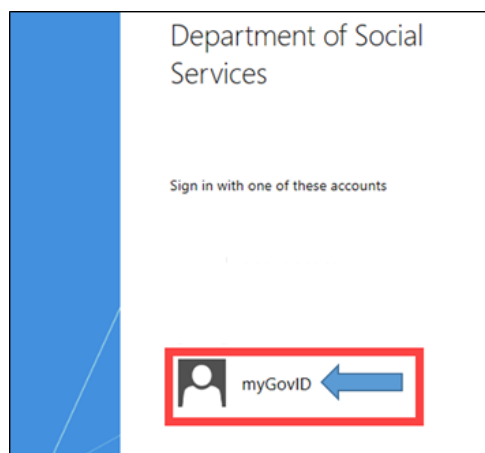 Department of Social
Services
Sign in with one of these accounts
myGovID